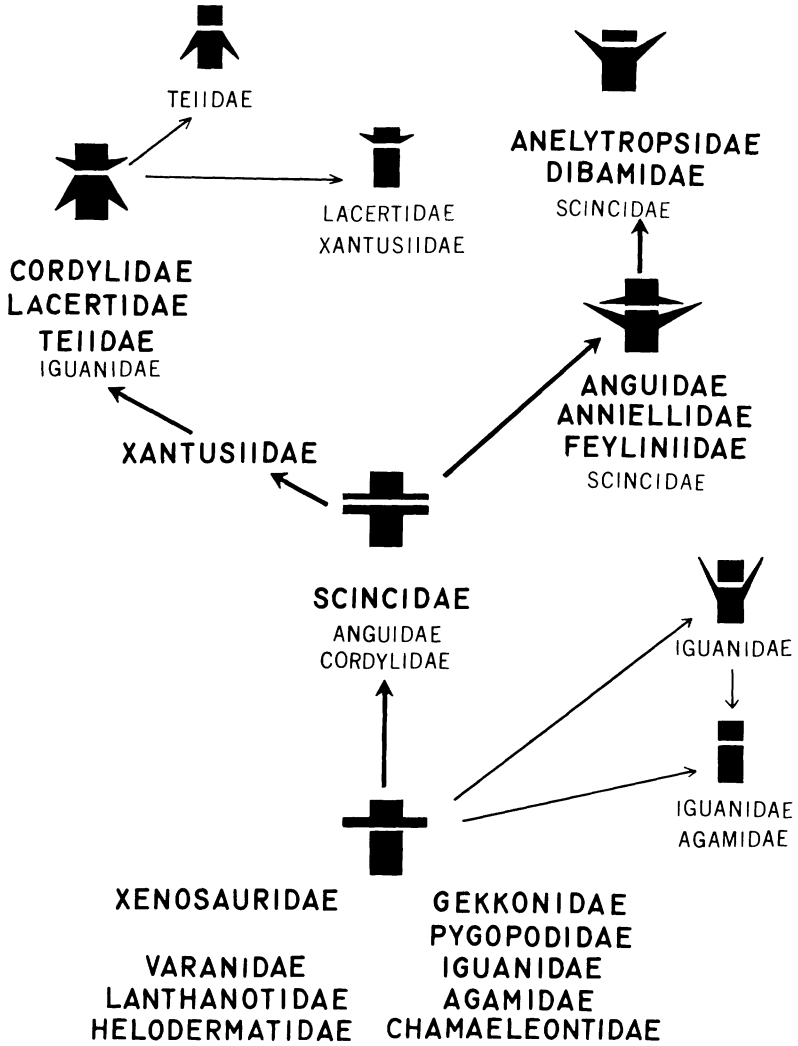 TEIIDAE
LACERTIDAE
XANTUSIIDAE
ANELYTROPSIDAE
DIBAMIDAE
SCINCIDAE
CORDYLIDAE
LACERTIDAE
TEIIDAE
IGUANIDAE
XANTUSIIDAE
ANGUIDAE
ANNIELLIDAE
FEYLINIIDAE
SCINCIDAE
SCINCIDAE
ANGUIDAE
CORDYLIDAE
IGUANIDAE
IGUANIDAE
AGAMIDAE
XENOSAURIDAE
VARANIDAE
LANTHANOTIDAE
HELODERMATIDAE
GEKKONIDAE
PYGOPODIDAE
IGUANIDAE
AGAMIDAE
CHAMAELEONTIDAE